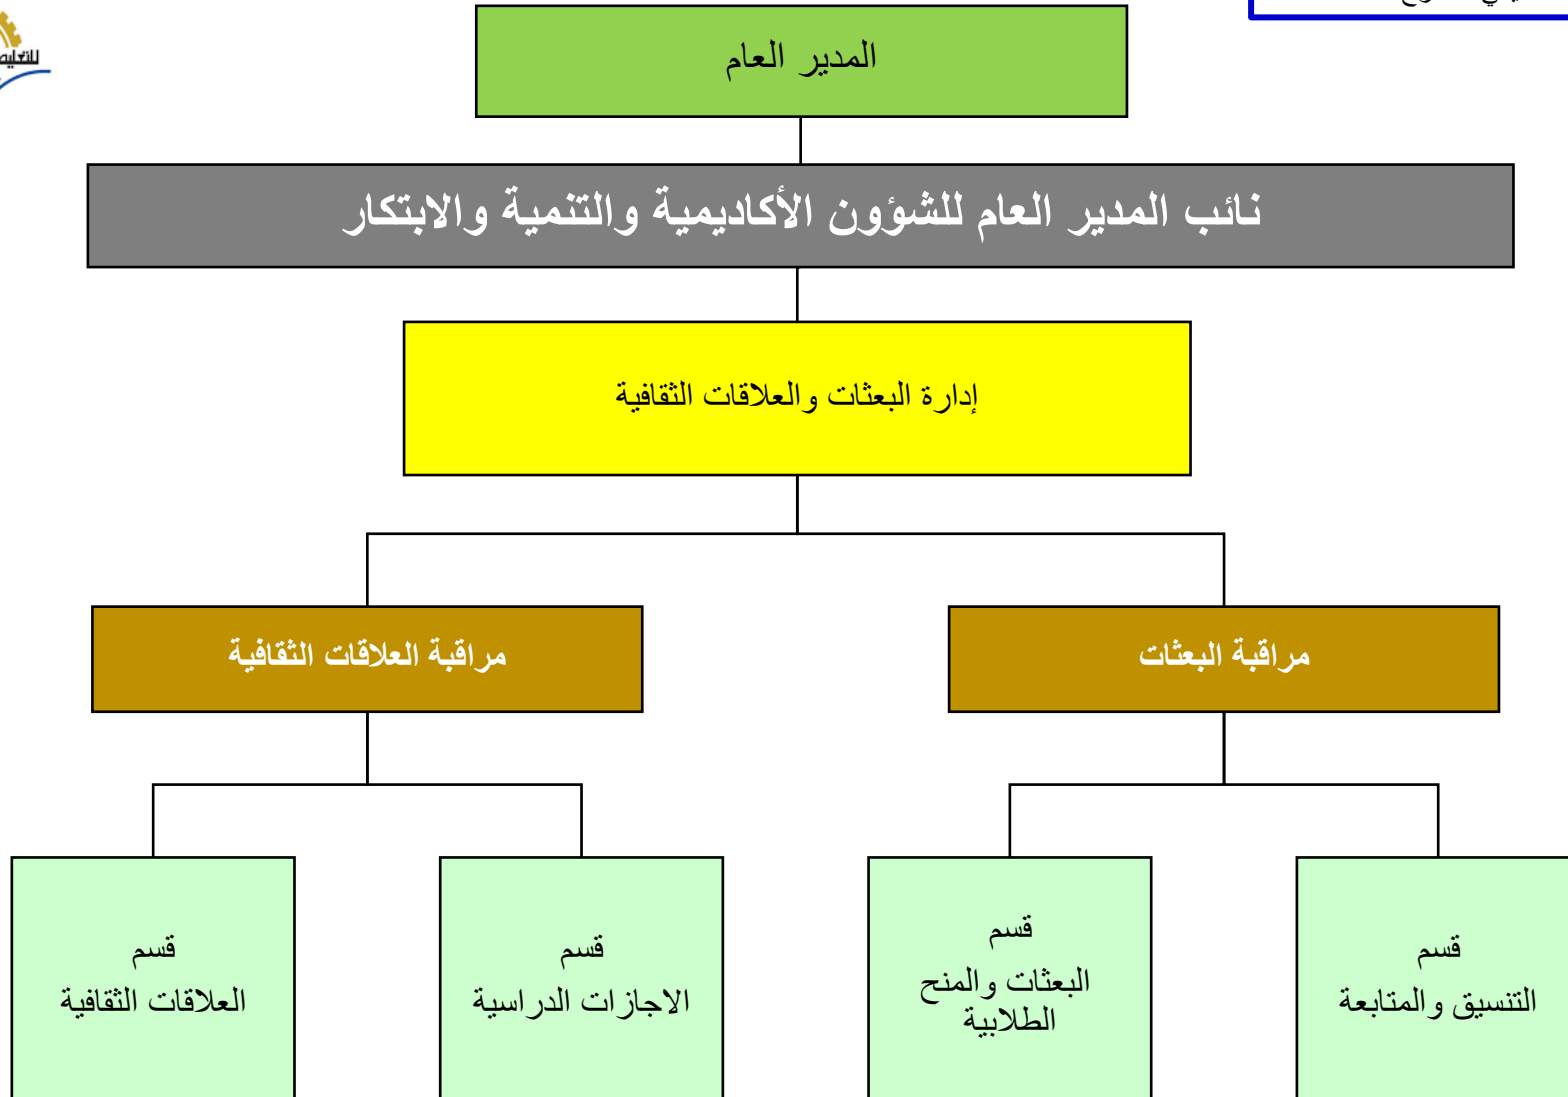 المدير العام
نائب المدير العام للشؤون الأكاديمية والتنمية والابتكار
إدارة البعثات والعلاقات الثقافية
مراقبة البعثات
مراقبة العلاقات الثقافية
قسم
التنسيق والمتابعة
قسم
البعثات والمنح
الطلابية
قسم
الاجازات الدراسية
قسم
العلاقات الثقافية